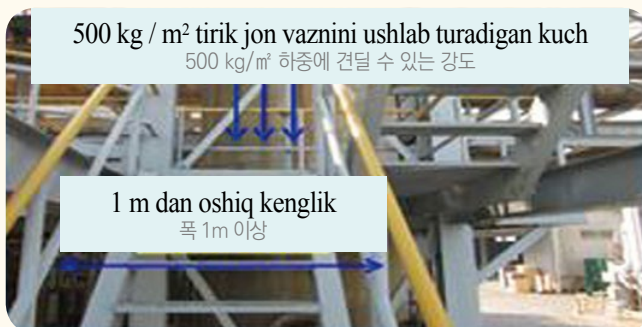 500 kg / m² tirik jon vaznini ushlab turadigan kuch
500 kg/㎡ 하중에 견딜 수 있는 강도
1 m dan oshiq kenglik
폭 1m 이상